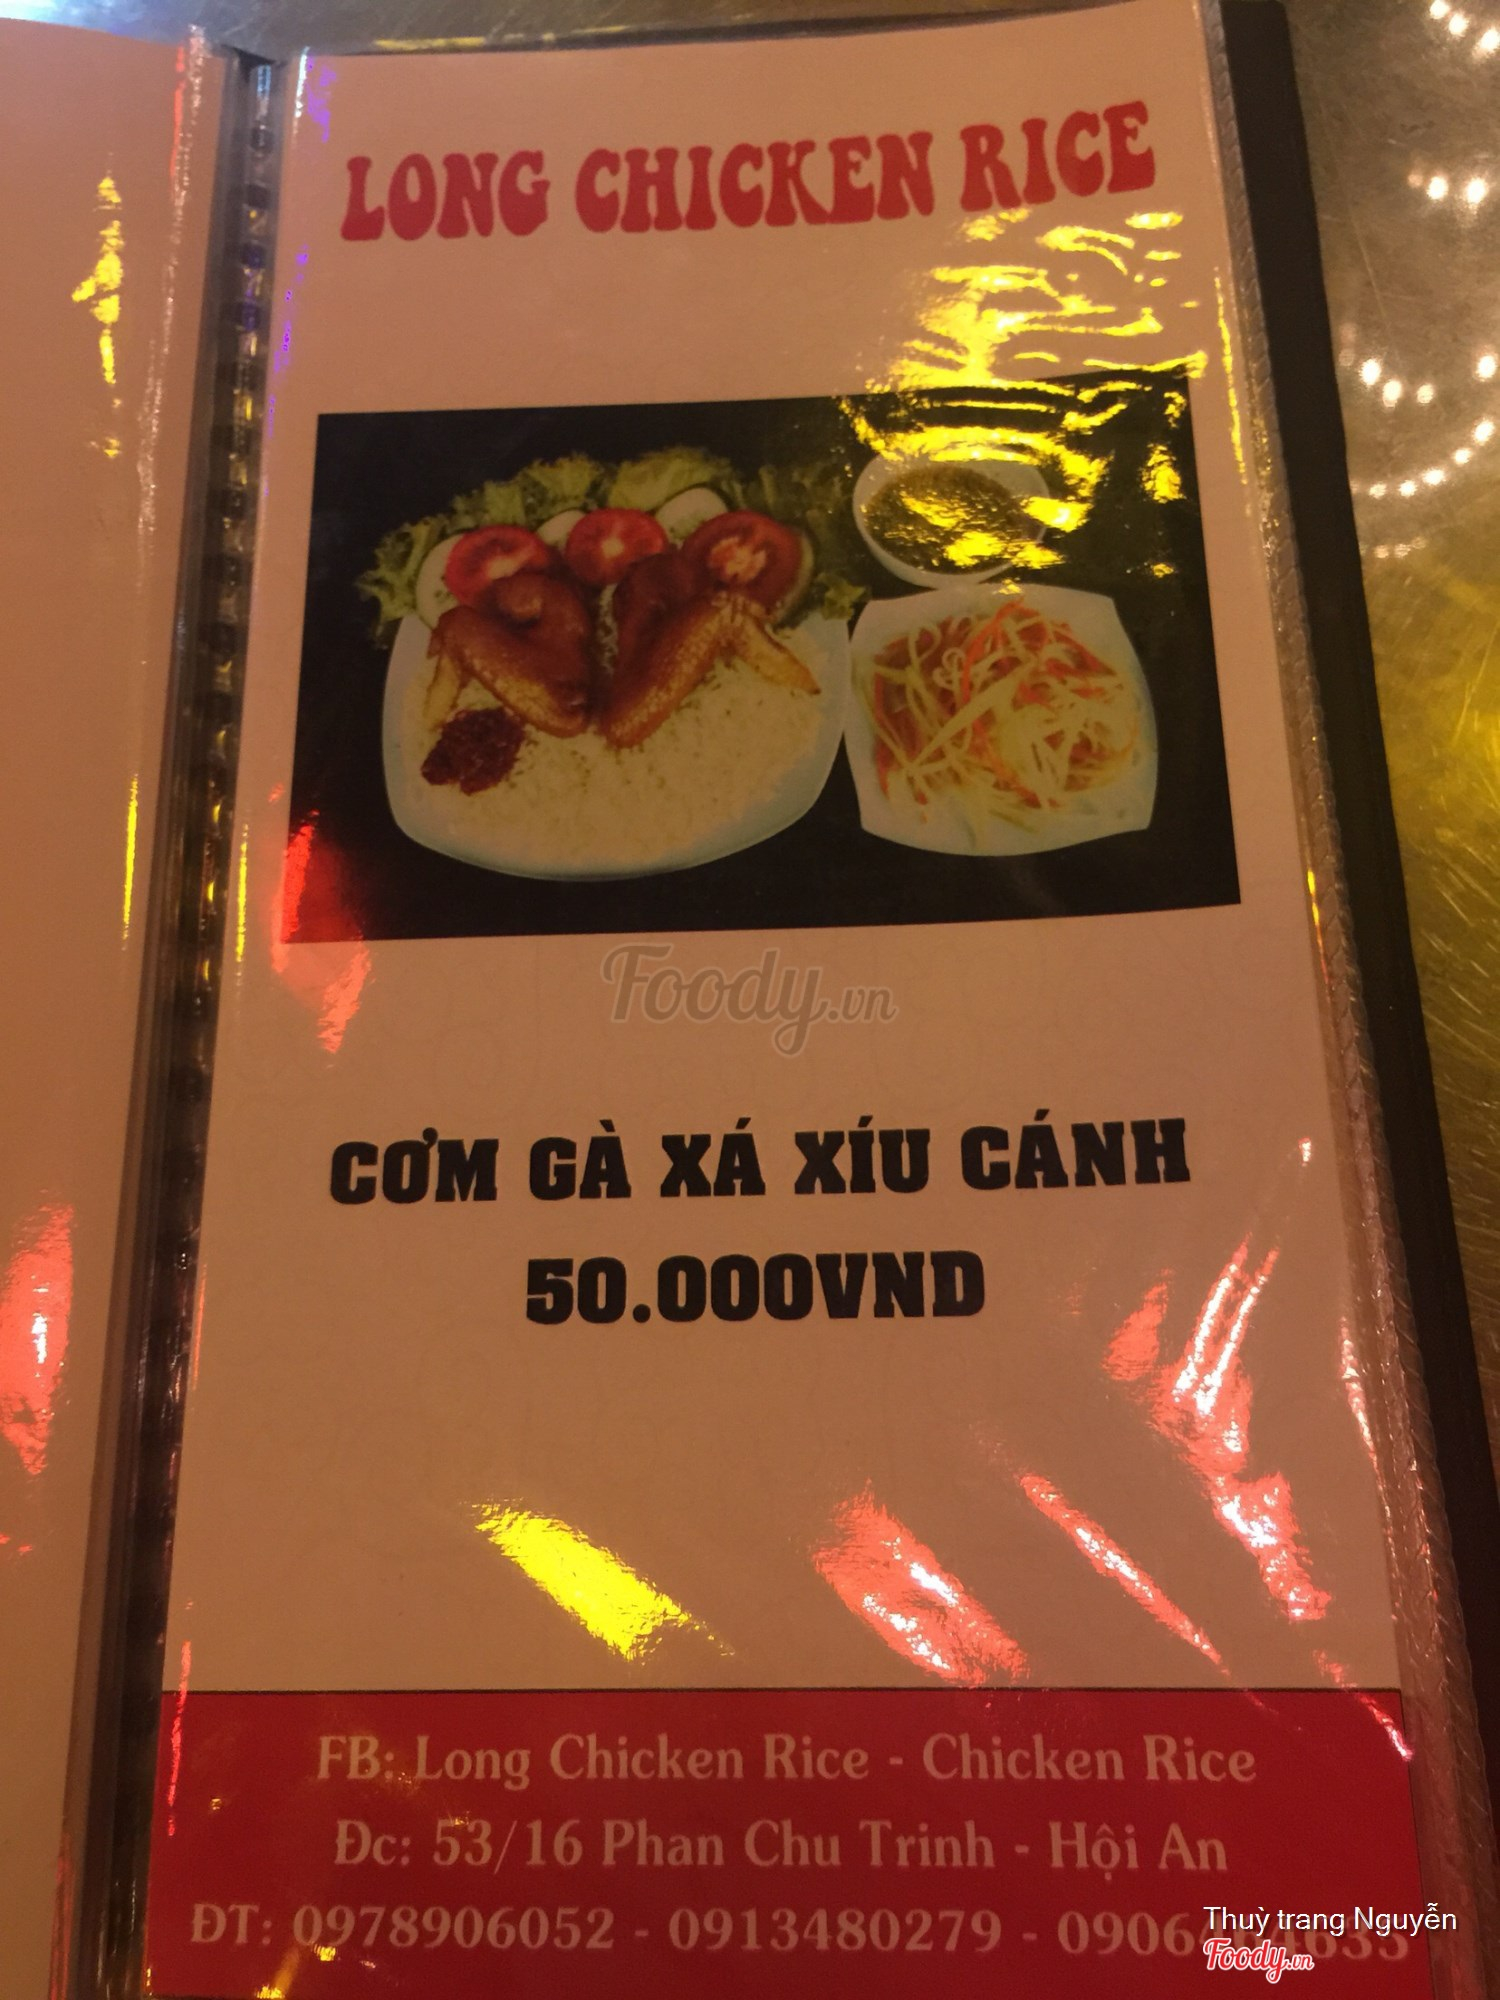 LONG CHICKEN RICE
Foody.vn
CƠM GÀ XÁ XÍU CÁNH
50.000VND
FB: Long Chicken Rice - Chicken Rice
Đc: 53/16 Phan Chu Trinh - Hội An
ĐT: 0978906052 - 0913480279 -
Thuỳ trang Nguyễn
Foody.vn